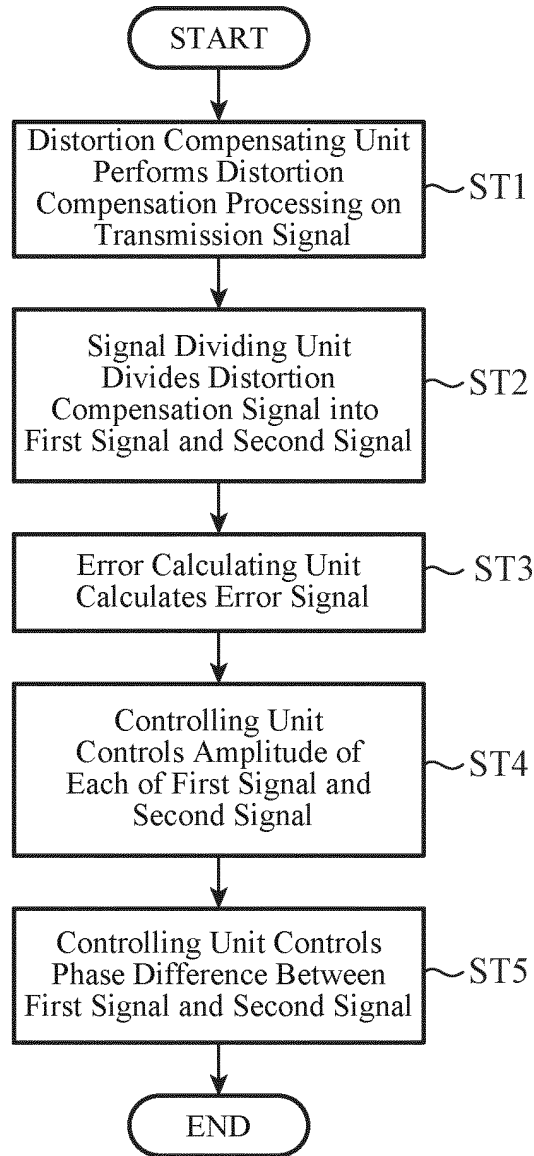 START
Distortion Compensating Unit
Performs Distortion
Compensation Processing on
Transmission Signal
ST1
Signal Dividing Unit
Divides Distortion
Compensation Signal into
First Signal and Second Signal
ST2
Error Calculating Unit
Calculates Error Signal
ST3
Controlling Unit
Controls Amplitude of
Each of First Signal and
Second Signal
ST4
Controlling Unit Controls
Phase Difference Between
First Signal and Second Signal
ST5
END